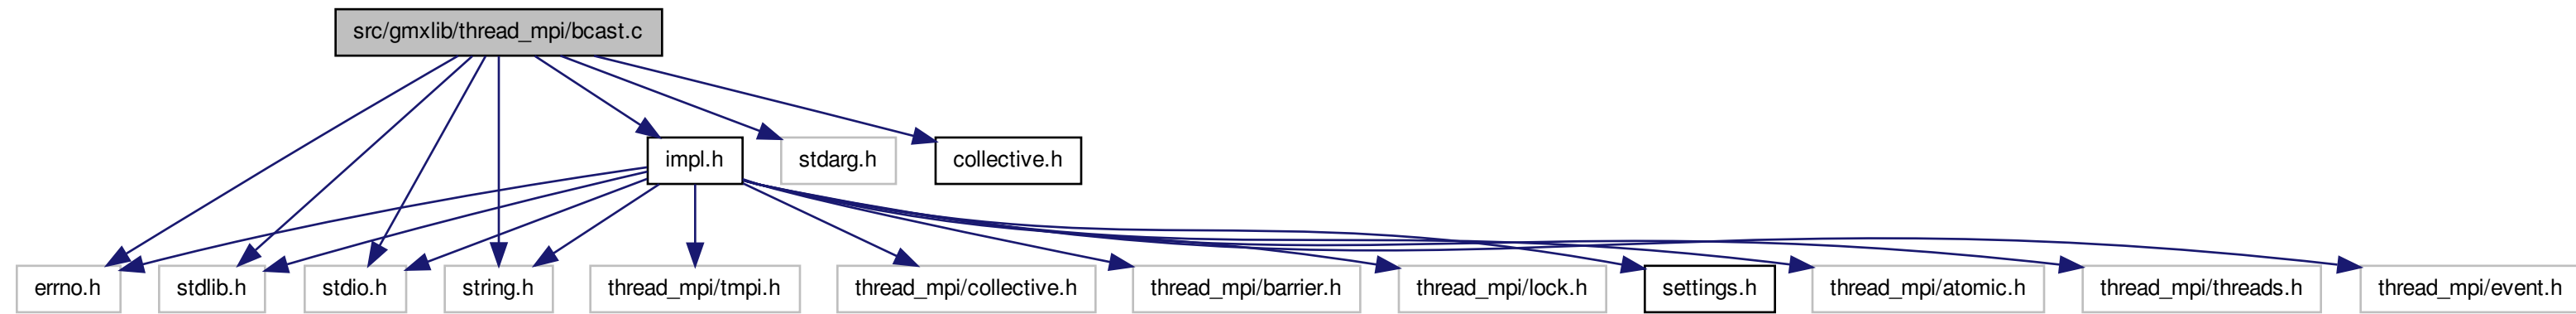 src/gmxlib/thread_mpi/bcast.c
impl.h
stdarg.h
collective.h
errno.h
stdlib.h
stdio.h
string.h
thread_mpi/tmpi.h
thread_mpi/collective.h
thread_mpi/barrier.h
thread_mpi/lock.h
settings.h
thread_mpi/atomic.h
thread_mpi/threads.h
thread_mpi/event.h